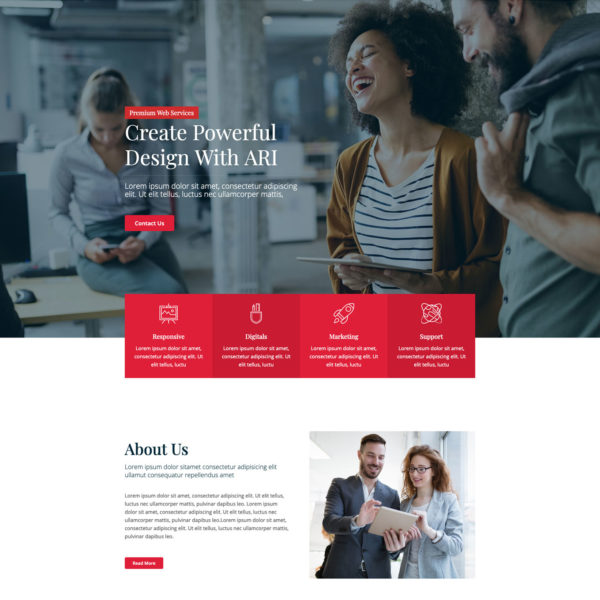 Premium Web Services
Create Powerful
Design With ARI
Lorem ipsum dolor sit amet, consectetur adipiscing
elit. Ut elit tellus, luctus nec ullamcorper mattis,
Contact Us
Responsive
Lorem ipsum dolor sit amet,
consectetur adipiscing elit. Ut
elit tellus, luctu
Digitals
Lorem ipsum dolor sit amet,
consectetur adipiscing elit. Ut
elit tellus, luctu
Marketing
Lorem ipsum dolor sit amet,
consectetur adipiscing elit. Ut
elit tellus, luctu
Support
Lorem ipsum dolor sit amet,
consectetur adipiscing elit. Ut
elit tellus, luctu
About Us
Lorem ipsum dolor sitamet consectetur adipiscing elit
ullamut consequatur repellendus amet
Lorem ipsum dolor sit amet, consectetur adipiscing elit. Ut elit tellus,
luctus nec ullamcorper mattis, pulvinar dapibus leo. Lorem ipsum
dolor sit amet, consectetur adipiscing elit. Ut elit tellus, luctus nec
ullamcorper mattis, pulvinar dapibus leo.Lorem ipsum dolor sit amet,
consectetur adipiscing elit. Ut elit tellus, luctus nec ullamcorper
mattis, pulvinar dapibus leo.
Read More